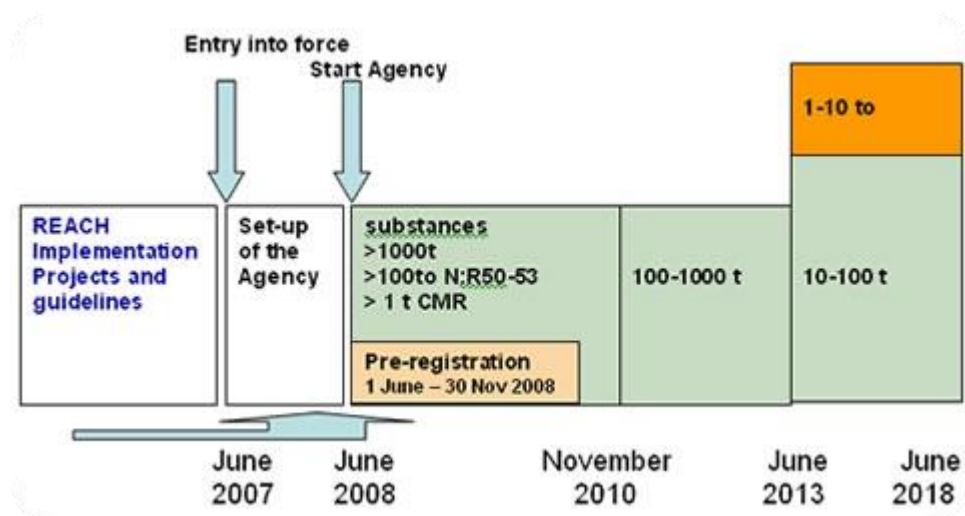 Entry into force
Start Agency
1-10 to
REACH
Implementation
Projects and
guidelines
Set-up
of the
Agency
substances
>1000t
>100to N;R50-53
> 1 t CMR
100-1000 t
10-100 t
Pre-registration
1 June – 30 Nov 2008
June
2007
June
2008
November
2010
June
2013
June
2018